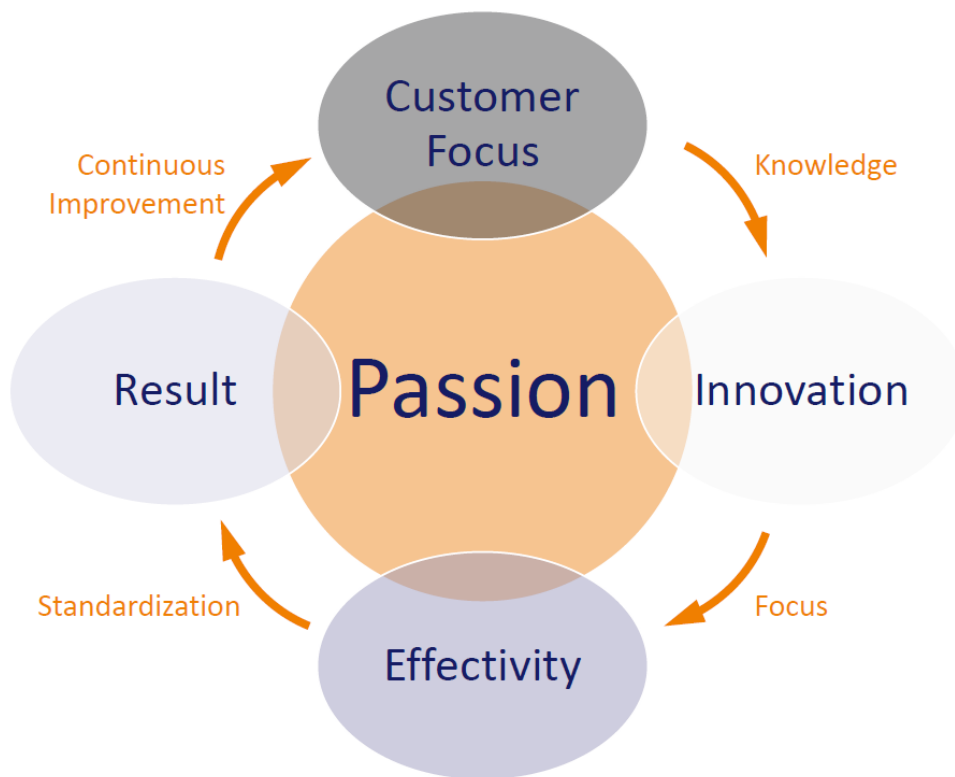 Customer
Focus
Continuous
Improvement
Knowledge
Result
Passion
Innovation
Standardization
Focus
Effectivity